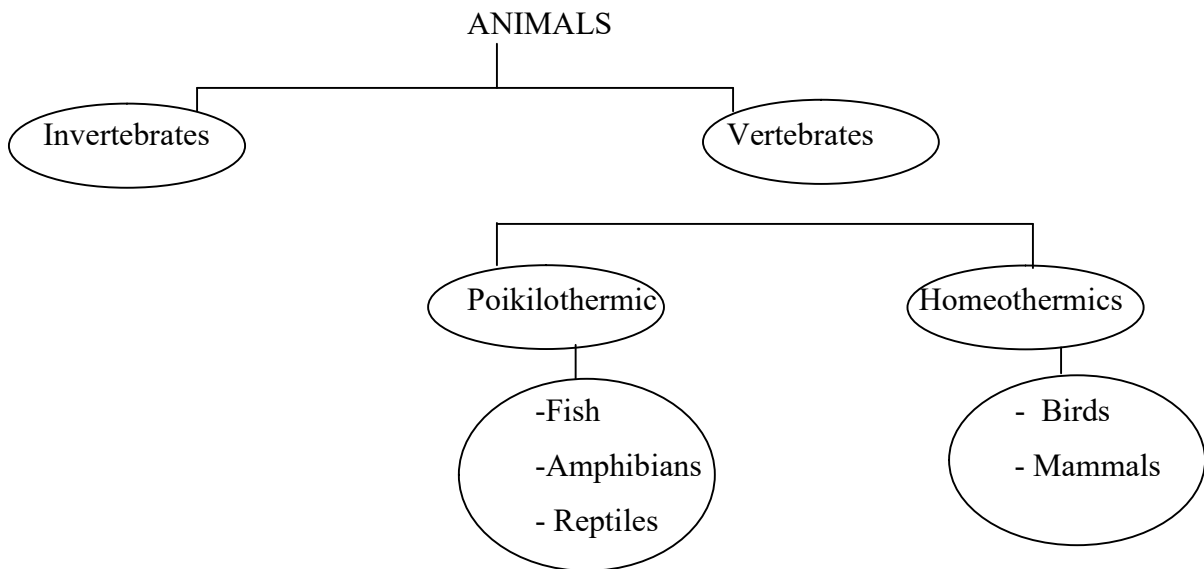 ANIMALS
Invertebrates
Vertebrates
Poikilothermic
Homeothermics
-Fish
-Amphibians
- Reptiles
- Birds
- Mammals